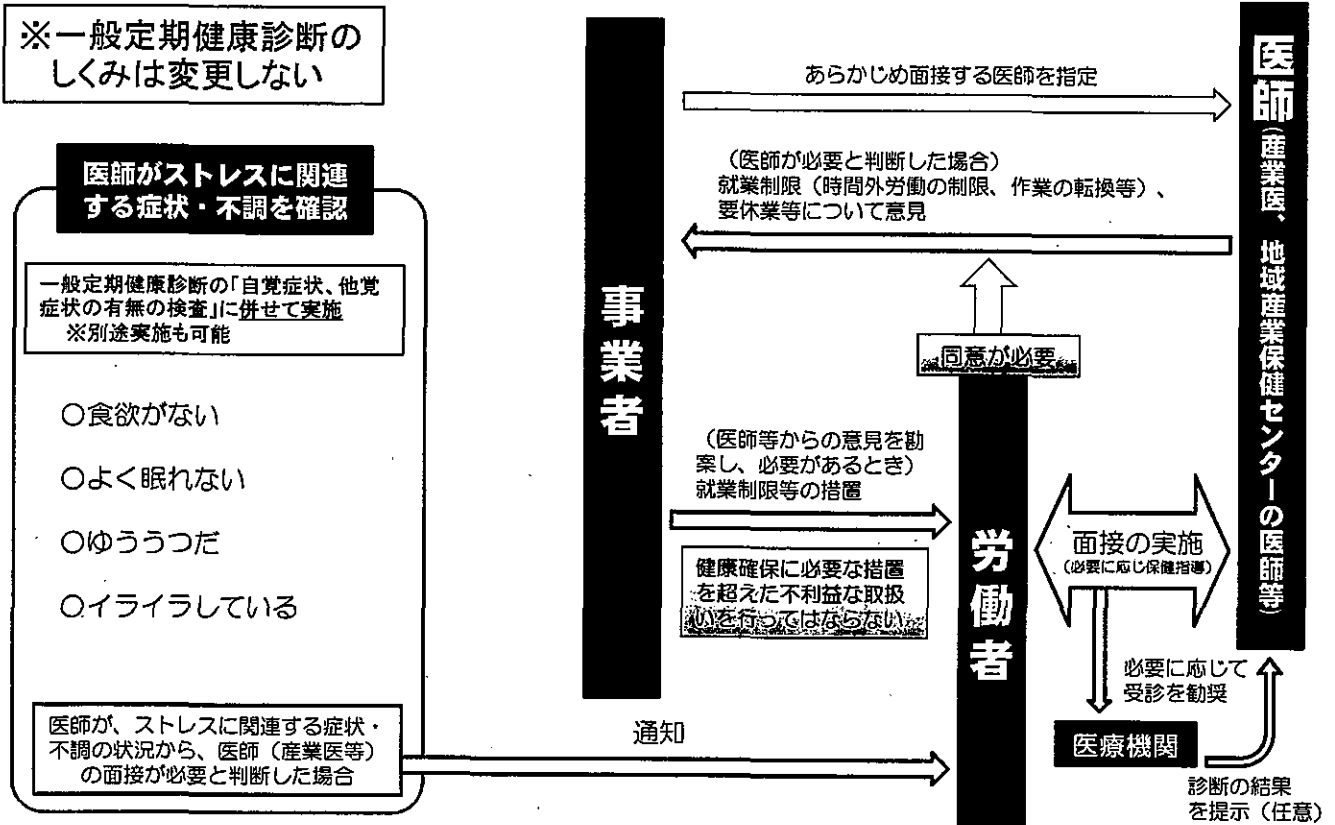 ※一般定期健康診断の
しくみは変更しない
医師がストレスに関連
する症状・不調を確認
一般定期健康診断の「自覚症状、他覚
症状の有無の検査」に併せて実施
※別途実施も可能
○食欲がない
○よく眠れない
○ゆううつだ
○イライラしている
医師が、ストレスに関連する症状・
不調の状況から、医師（産業医等）
の面接が必要と判断した場合
通知
事業者
あらかじめ面接する医師を指定
（医師が必要と判断した場合）
就業制限（時間外労働の制限、作業の転換等）、
要休業等について意見
同意が必要
（医師等からの意見を勘
案し、必要があるとき）
就業制限等の措置
健康確保に必要な措置
を超えた不利益な取扱
いを行ってはならない
労働者
面接の実施
（必要に応じ保健指導）
必要に応じて
受診を勧奨
医療機関
診断の結果
を提示（任意）
医師（産業医、地域産業保健センターの医師等）